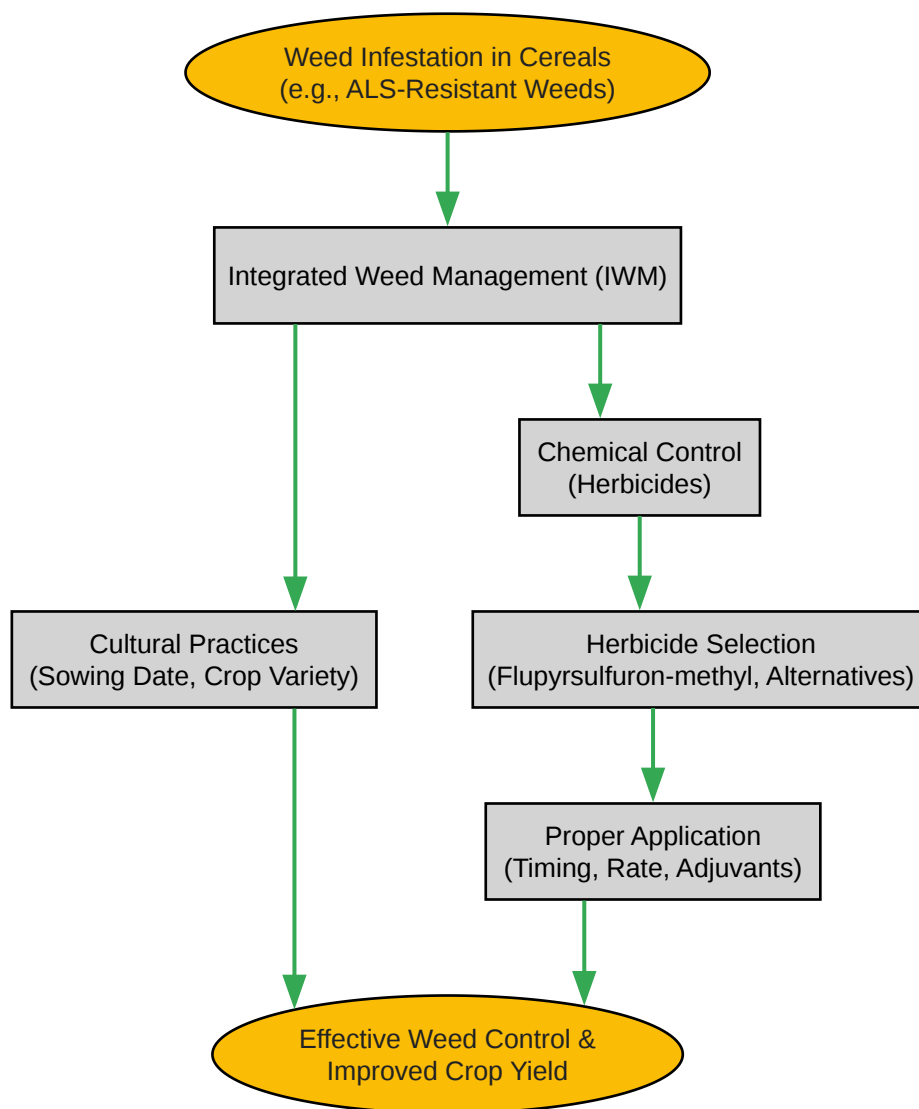 Weed Infestation in Cereals
(e.g., ALS-Resistant Weeds)
Integrated Weed Management (IWM)
Chemical Control
(Herbicides)
Cultural Practices
(Sowing Date, Crop Variety)
Herbicide Selection
(Flupyrsulfuron-methyl, Alternatives)
Proper Application
(Timing, Rate, Adjuvants)
Effective Weed Control &
Improved Crop Yield